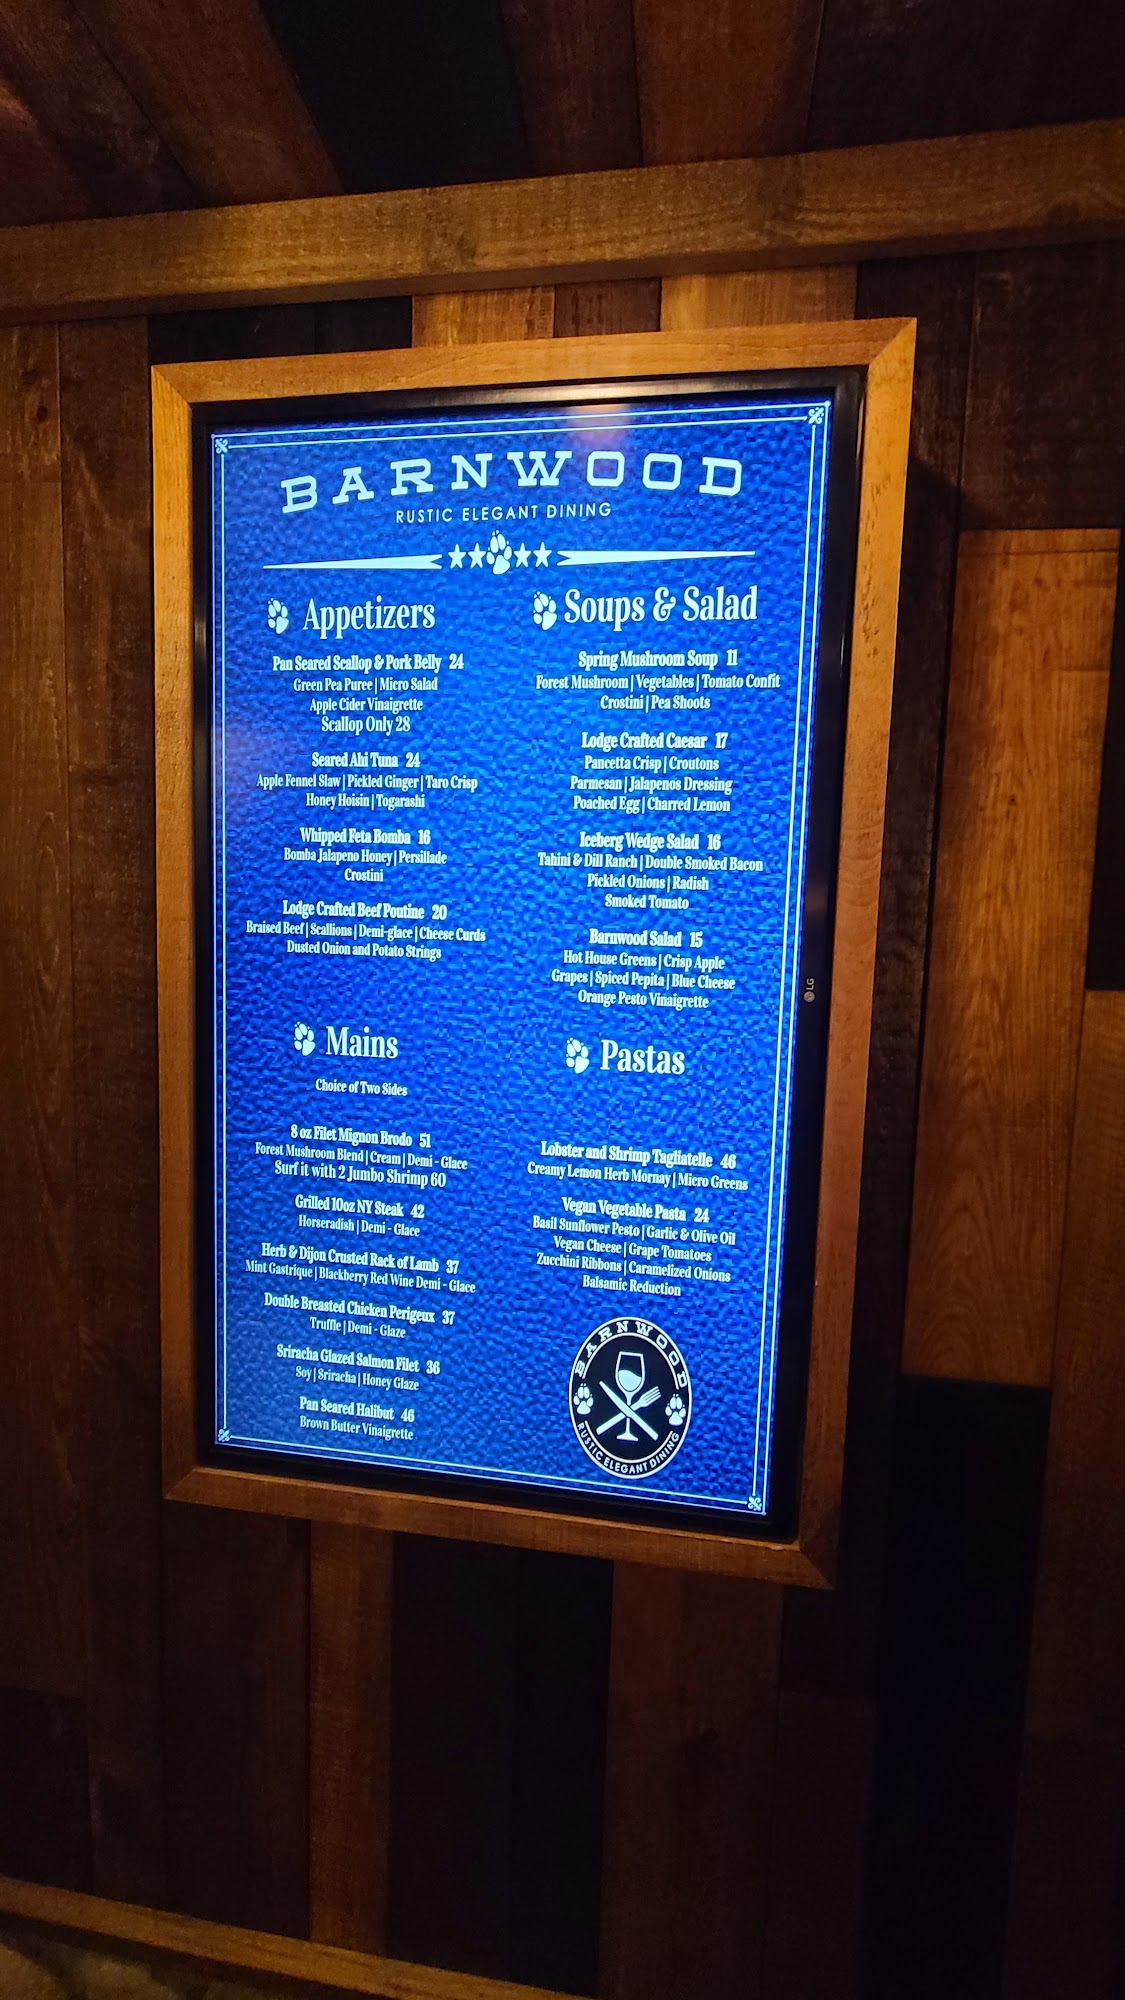 BARNWOOD
RUSTIC ELEGANT DINING
Appetizers
Pan Seared Scallop & Pork Belly 24
Green Pea Puree | Micro Salad
Apple Cider Vinaigrette
Scallop Only 28
Seared Ahi Tuna 24
Apple Fennel Slaw | Pickled Ginger | Taro Crisp
Honey Hoisin | Togarashi
Whipped Feta Bomba 16
Bomba Jalapeno Honey | Persillade
Crostini
Lodge Crafted Beef Poutine 20
Braised Beef | Scallions | Demi-glace | Cheese Curds
Dusted Onion and Potato Strings
Soups & Salad
Spring Mushroom Soup 11
Forest Mushroom | Vegetables | Tomato Confit
Crostini | Pea Shoots
Lodge Crafted Caesar 17
Pancetta Crisp | Croutons
Parmesan | Jalapenos Dressing
Poached Egg | Charred Lemon
Iceberg Wedge Salad 16
Tahini & Dill Ranch | Double Smoked Bacon
Pickled Onions | Radish
Smoked Tomato
Barnwood Salad 15
Hot House Greens | Crisp Apple
Grapes | Spiced Pepita | Blue Cheese
Orange Pesto Vinaigrette
Mains
Choice of Two Sides
8 oz Filet Mignon Brodo 51
Forest Mushroom Blend | Cream | Demi - Glace
Surf it with 2 Jumbo Shrimp 60
Grilled 10oz NY Steak 42
Horseradish | Demi - Glace
Herb & Dijon Crusted Rack of Lamb 37
Mint Gastrique | Blackberry Red Wine Demi - Glace
Double Breasted Chicken Perigeux 37
Truffle | Demi - Glaze
Sriracha Glazed Salmon Filet 36
Soy | Sriracha | Honey Glaze
Pan Seared Halibut 46
Brown Butter Vinaigrette
Pastas
Lobster and Shrimp Tagliatelle 46
Creamy Lemon Herb Mornay | Micro Greens
Vegan Vegetable Pasta 24
Basil Sunflower Pesto | Garlic & Olive Oil
Vegan Cheese | Grape Tomatoes
Zucchini Ribbons | Caramelized Onions
Balsamic Reduction
BARNWOOD
RUSTIC ELEGANT DINING
LG